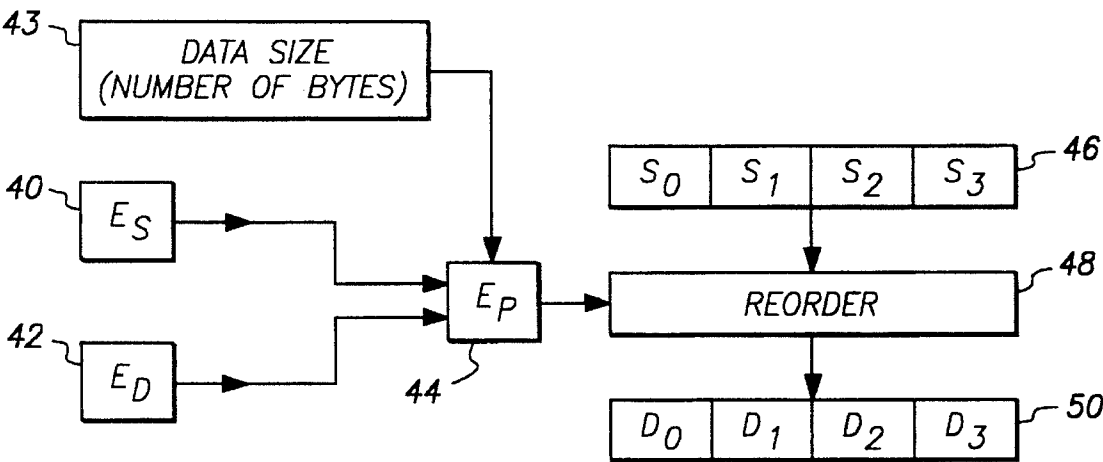 43
DATA SIZE
(NUMBER OF BYTES)
40
E_S
42
E_D
E_P
44
S_0 S_1 S_2 S_3
46
REORDER
48
D_0 D_1 D_2 D_3
50